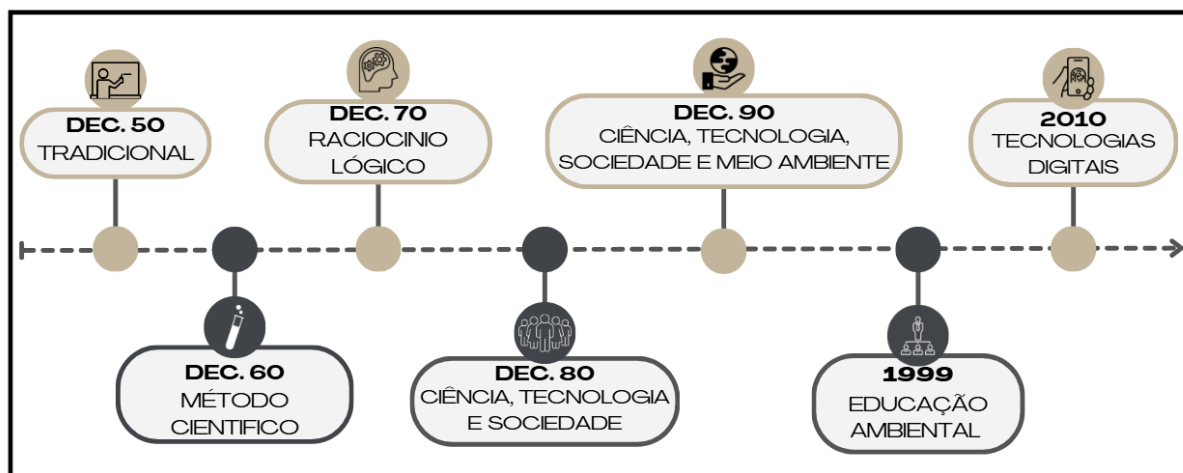 DEC. 50
TRADICIONAL
DEC. 60
MÉTODO
CIENTIFICO
DEC. 70
RACIOCINIO
LÓGICO
DEC. 80
CIÊNCIA, TECNOLOGIA
E SOCIEDADE
DEC. 90
CIÊNCIA, TECNOLOGIA,
SOCIEDADE E MEIO AMBIENTE
1999
EDUCAÇÃO
AMBIENTAL
2010
TECNOLOGIAS
DIGITAIS